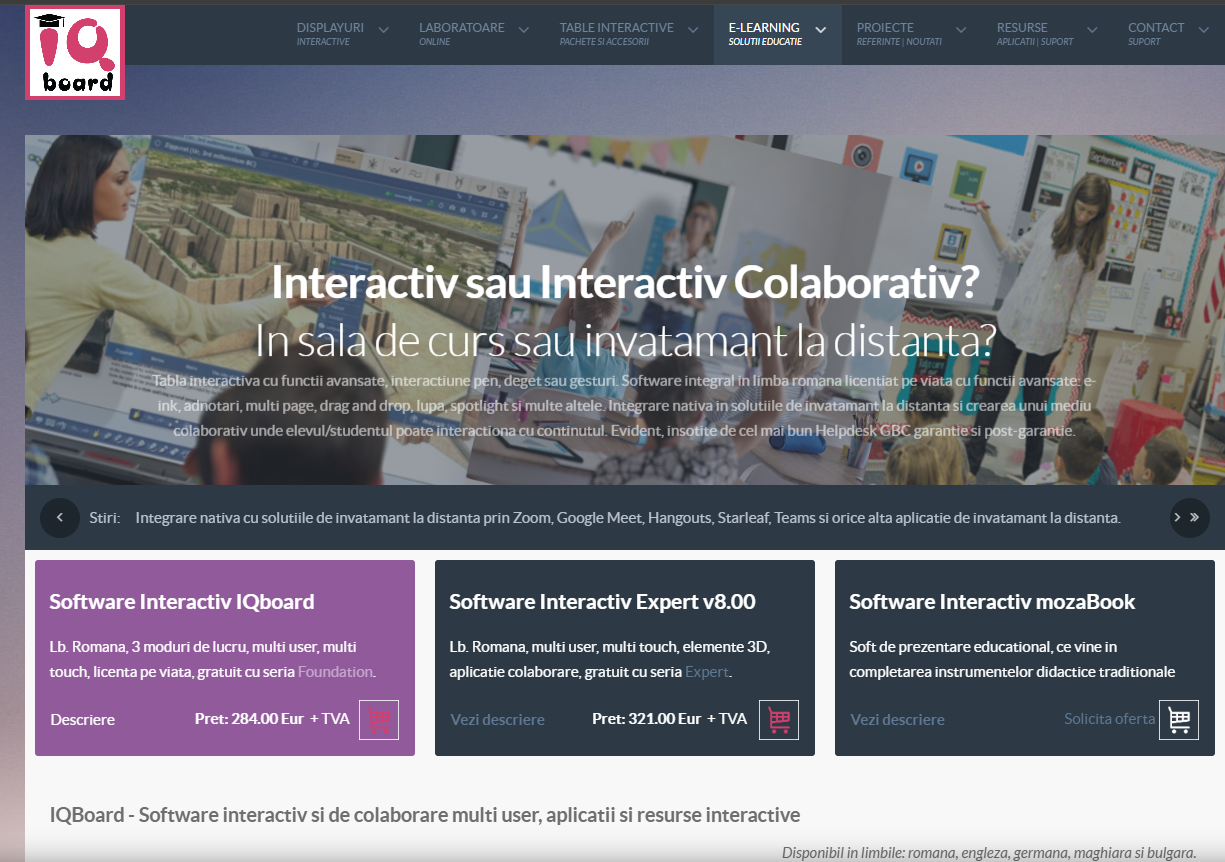 IQ
board
DISPLAYURI
INTERACTIVE
LABORATOARE
ONLINE
TABLE INTERACTIVE
PACHETE SI ACCESORII
E-LEARNING
SOLUTII EDUCATIE
PROIECTE
REFERINTE | NOUTATI
RESURSE
APLICATII | SUPORT
CONTACT
SUPORT
Interactiv sau Interactiv Colaborativ?
In sala de curs sau invatamant la distanta?
Tabla interactiva cu functii avansate, interactiune pen, deget sau gesturi. Software integral in limba romana licentiat pe viata cu functii avansate: e-
ink, adnotari, multi page, drag and drop, lupa, spotlight si multe altele. Integrare nativa in solutiile de invatamant la distanta si crearea unui mediu
colaborativ unde elevul/studentul poate interactiona cu continutul. Evident, insotite de cel mai bun Helpdesk GBC garantie si post-garantie.
Stiri: Integrare nativa cu solutiile de invatamant la distanta prin Zoom, Google Meet, Hangouts, Starleaf, Teams si orice alta aplicatie de invatamant la distanta.
Software Interactiv IQboard
Lb. Romana, 3 moduri de lucru, multi user, multi
touch, licenta pe viata, gratuit cu seria Foundation.
Descriere Pret: 284.00 Eur + TVA
Software Interactiv Expert v8.00
Lb. Romana, multi user, multi touch, elemente 3D,
aplicatie colaborare, gratuit cu seria Expert.
Vezi descriere Pret: 321.00 Eur + TVA
Software Interactiv mozaBook
Soft de prezentare educational, ce vine in
completarea instrumentelor didactice traditionale
Vezi descriere Solicita oferta
IQBoard - Software interactiv si de colaborare multi user, aplicatii si resurse interactive
Disponibil in limbile: romana, engleza, germana, maghiara si bulgara.